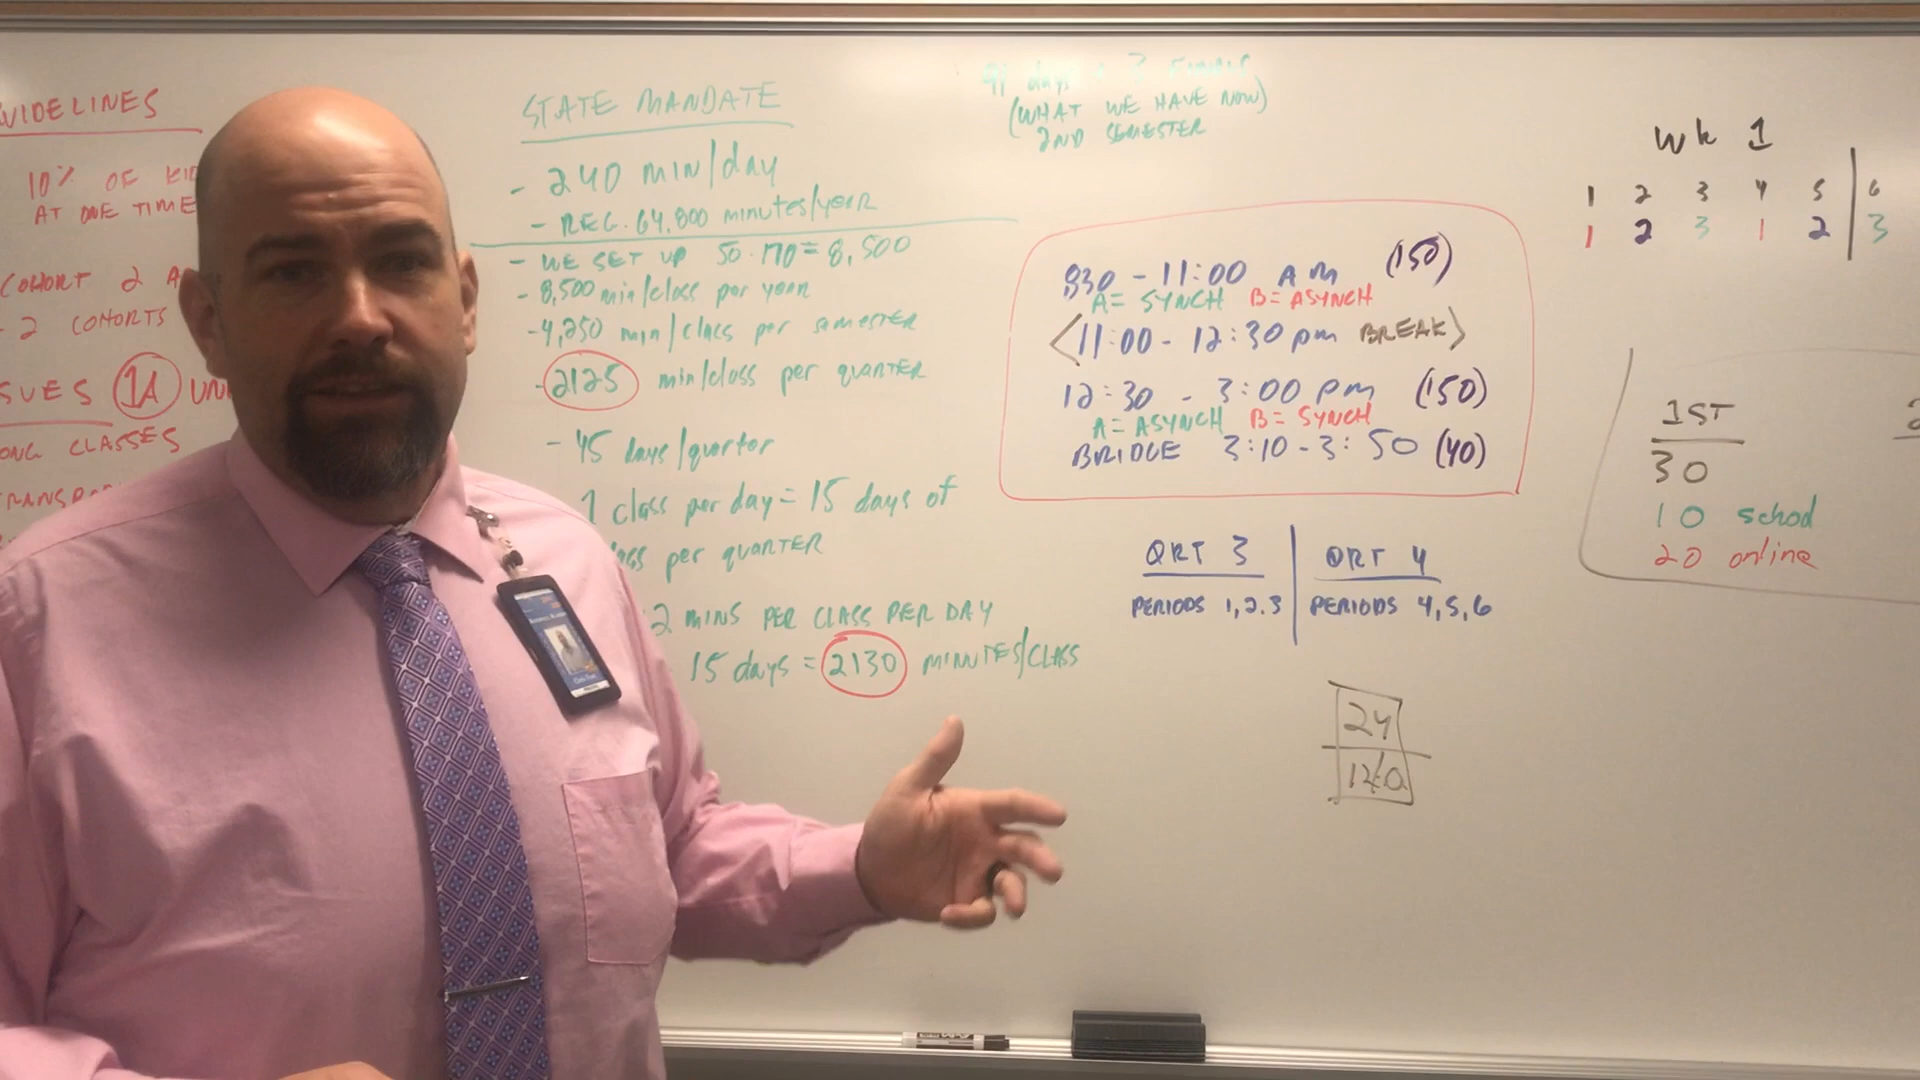 UIDELINES
10% OF KI
AT ONE TIME
COHORT 2 A
- 2 COHORTS
SUES 1A UN
ONG CLASSES
RANSPO
STATE MANDATE
- 240 min/day
- REG. 64,800 minutes/year
- WE SET UP 50·170 = 8,500
- 8,500 min/class per year
- 4,250 min/class per semester
- 2125 min/class per quarter
- 45 days/quarter
1 class per day = 15 days of
ass per quarter
2 MINS PER CLASS PER DAY
15 days = 2130 MINUTES/CLASS
(WHAT WE HAVE NOW)
2ND SEMESTER
830 - 11:00 AM (150)
A = SYNCH B = ASYNCH
<11:00 - 12:30 pm BREAK>
12:30 - 3:00 pm (150)
A = ASYNCH B = SYNCH
BRIDGE 3:10 - 3:50 (40)
QRT 3
PERIODS 1,2,3
QRT 4
PERIODS 4,5,6
24
wk 1
1 2 3 4 5 6
1 2 3 1 2 3
1ST
30
10 school
20 online